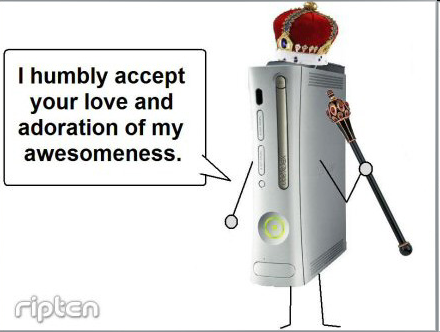 I humbly accept
your love and
adoration of my
awesomeness.
ripten